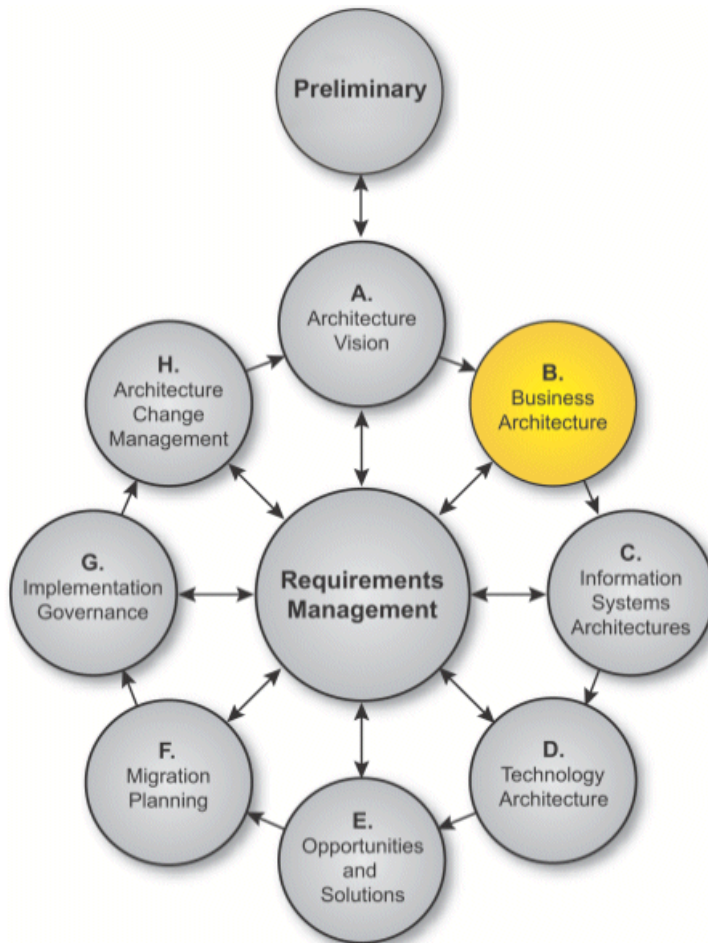 Preliminary
A.
Architecture
Vision
B.
Business
Architecture
C.
Information
Systems
Architectures
D.
Technology
Architecture
E.
Opportunities
and
Solutions
F.
Migration
Planning
G.
Implementation
Governance
H.
Architecture
Change
Management
Requirements
Management